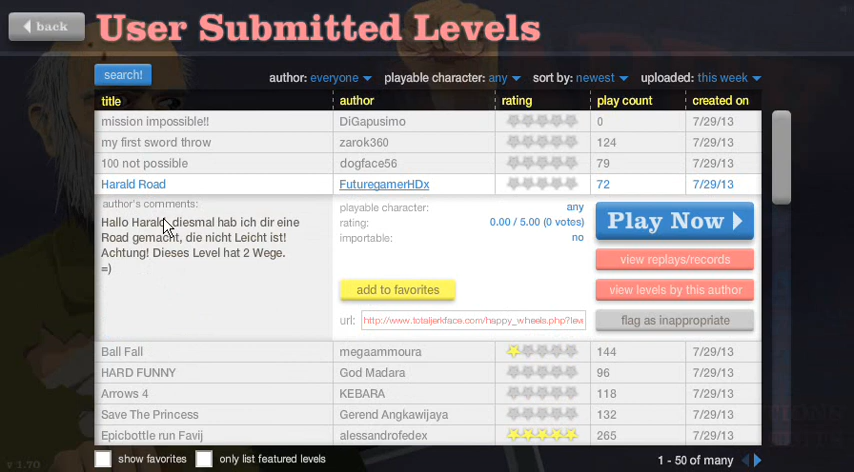 back
User Submitted Levels
search!
author: everyone playable character: any sort by: newest uploaded: this week
title author rating play count created on
mission impossible!! DiGapusimo 0 7/29/13
my first sword throw zarok360 124 7/29/13
100 not possible dogface56 79 7/29/13
Harald Road FuturegamerHDx 72 7/29/13
author's comments:
Hallo Harald, diesmal hab ich dir eine
Road gemacht, die nicht Leicht ist!
Achtung! Dieses Level hat 2 Wege.
=)
playable character: any
rating: 0.00 / 5.00 (0 votes)
importable: no
add to favorites
url: http://www.totaljerkface.com/happy_wheels.php?lev
Play Now
view replays/records
view levels by this author
flag as inappropriate
Ball Fall megaammoura 144 7/29/13
HARD FUNNY God Madara 96 7/29/13
Arrows 4 KEBARA 118 7/29/13
Save The Princess Gerend Angkawijaya 132 7/29/13
Epicbottle run Favij alessandrofedex 265 7/29/13
show favorites only list featured levels 1 - 50 of many
v 1.70